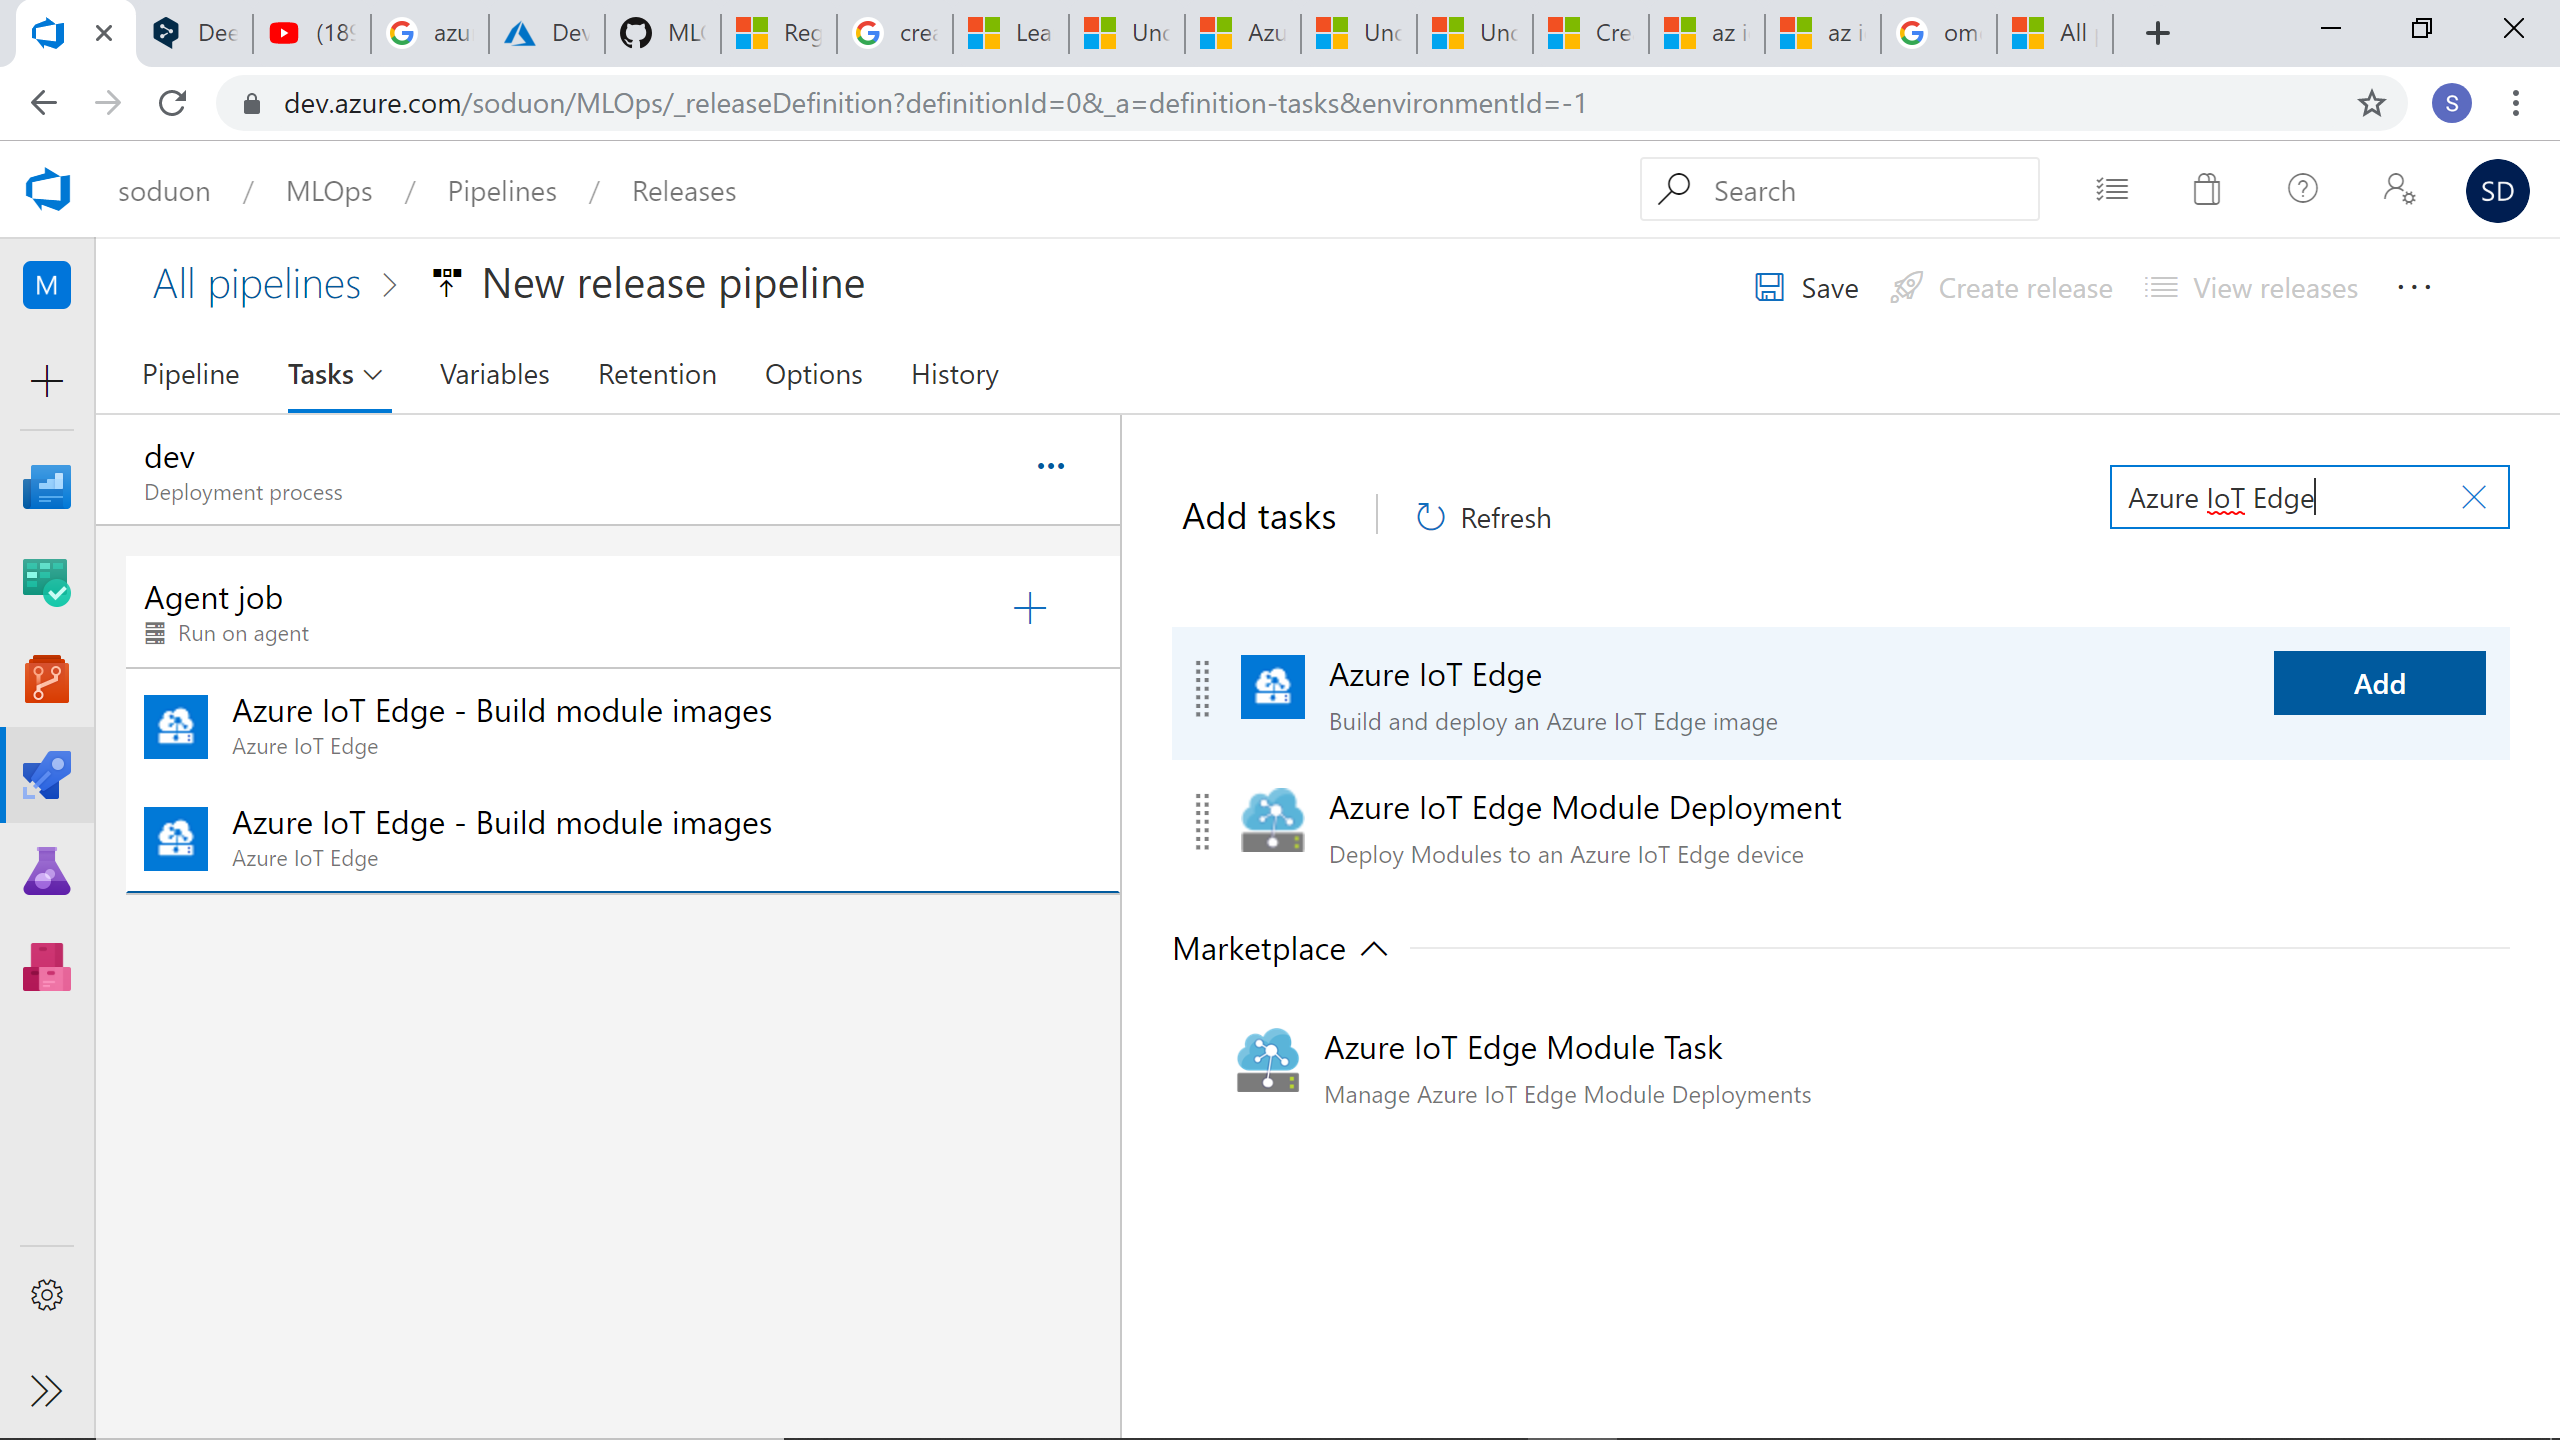 Dee
(189
azu
Dev
MLO
Reg
crea
Lea
Unc
Azu
Unc
Unc
Cre
az i
az i
om
All
dev.azure.com/soduon/MLOps/_releaseDefinition?definitionId=0&_a=definition-tasks&environmentId=-1
S
soduon / MLOps / Pipelines / Releases
Search
SD
M
All pipelines > New release pipeline
Save
Create release
View releases
Pipeline
Tasks
Variables
Retention
Options
History
dev
Deployment process
Agent job
Run on agent
Azure IoT Edge - Build module images
Azure IoT Edge
Azure IoT Edge - Build module images
Azure IoT Edge
Add tasks
Refresh
Azure IoT Edge
Azure IoT Edge
Build and deploy an Azure IoT Edge image
Add
Azure IoT Edge Module Deployment
Deploy Modules to an Azure IoT Edge device
Marketplace
Azure IoT Edge Module Task
Manage Azure IoT Edge Module Deployments